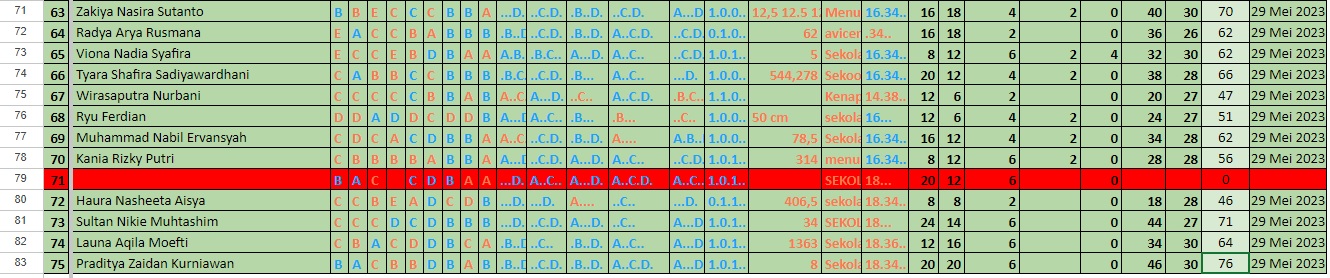 71 63 Zakiya Nasira Sutanto B B E C C C B B A ...D. ..C.D. .B..D. ..C.D. A...D 1.0.0.. 12,5 12.5 1 Menu 16.34.. 16 18 4 2 0 40 30 70 29 Mei 2023
72 64 Radya Arya Rusmana E A C C B A B B B .B..D ..C.D. .B..D. A..C.D. ..C.D 0.1.0.. 62 avicer .34.. 16 18 2 0 36 26 62 29 Mei 2023
73 65 Viona Nadia Syafira E C C E B D B A A A.B. .B.C.. A...D. A..C.D. A...D 1.0.1.. 5 Sekola 16.34.. 8 12 6 2 4 32 30 62 29 Mei 2023
74 66 Tyara Shafira Sadiyawardhani C A B B C C B B B .B.C ..C.D. .B... A..C... ...D. 1.0.0.. 544,278 Sekoo 16.34.. 20 12 4 2 0 38 28 66 29 Mei 2023
75 67 Wirasaputra Nurbani C C C C C B B A B A..C A...D. ..C.. A..C.D. .B.C.. 1.1.0.. Kenap 14.38.. 12 6 2 0 20 27 47 29 Mei 2023
76 68 Ryu Ferdian D D A D D C D D B A...D ..C.D. .B... ..C.. ..C.. 1.0.0.. 50 cm sekola 16... 12 6 4 2 0 24 27 51 29 Mei 2023
77 69 Muhammad Nabil Ervansyah C D C A C D B B A A..C ..C.D. .B..D. A.... A.B.. 1.0.0.. 78,5 sekola 16.34.. 16 12 4 2 0 34 28 62 29 Mei 2023
78 70 Kania Rizky Putri C B B B B A B B A A...D ..C.D. A...D. A..C.. ..C.D 1.0.1.. 314 menu 16.34.. 8 12 6 2 0 28 28 56 29 Mei 2023
79 71 B A C C D B A A ...D. A..C.. A...D. A..C.D. A..C.. 1.0.1.. SEKOL 18... 20 12 6 0 0 29 Mei 2023
80 72 Haura Nasheeta Aisya C C B E A D C D B ...D. ...D. A.... ..C.. A...D 0.1.1.. 406,5 sekola 18.34.. 8 8 2 0 18 28 46 29 Mei 2023
81 73 Sultan Nikie Muhtashim C C C D C D B B B ...D. ..C.D. A...D. A..C.. A...D 1.0.1.. 34 SEKOL 18... 24 14 6 0 44 27 71 29 Mei 2023
82 74 Launa Aqila Moefti C B A C D D B C A .B..D ..C.. .B..D. A..C.. A...D 1.0.1.. 1363 Sekola 18.36.. 12 16 6 0 34 30 64 29 Mei 2023
83 75 Praditya Zaidan Kurniawan B A C B B D B A B .B..D ..C.D. A...D. A..C.D. A...D 1.0.1.. 8 Sekola 18.34.. 20 20 6 0 46 30 76 29 Mei 2023